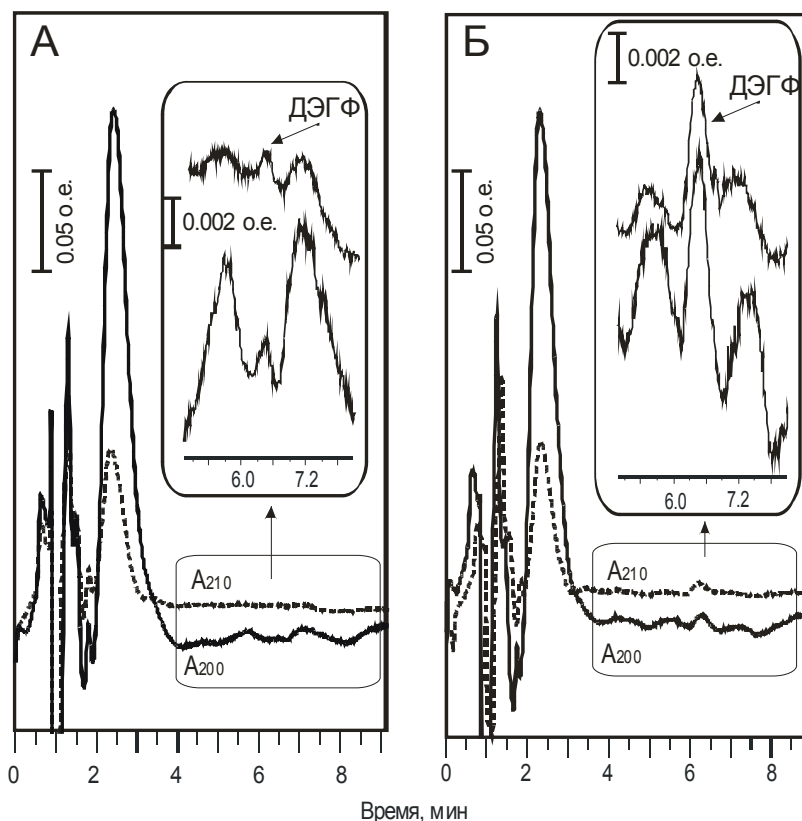 А
ДЭГФ
0.002 о.е.
0.05 о.е.
6.0 7.2
A210
A200
0 2 4 6 8
Б
0.002 о.е.
ДЭГФ
0.05 о.е.
6.0 7.2
A210
A200
0 2 4 6 8
Время, мин